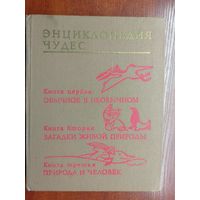 ЭНЦИКЛОПЕДИЯ
ЧУДЕС
Книга первая
ОБЫЧНОЕ В НЕОБЫЧНОМ
Книга вторая
ЗАГАДКИ ЖИВОЙ ПРИРОДЫ
Книга третья
ПРИРОДА И ЧЕЛОВЕК